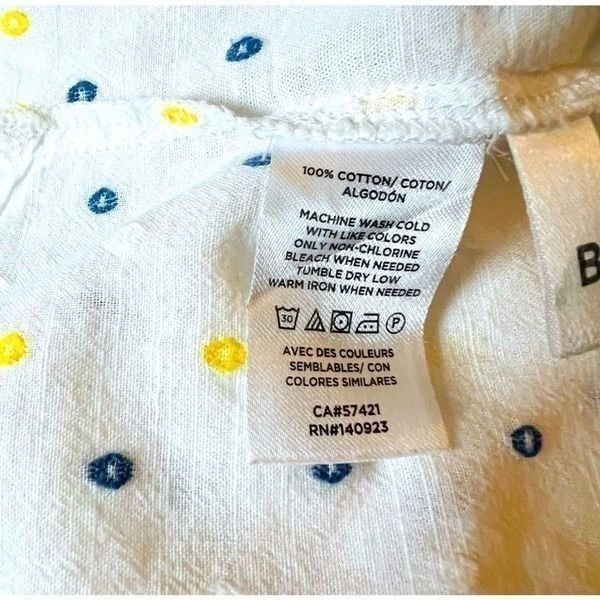 100% COTTON/ COTON/
ALGODÓN
MACHINE WASH COLD
WITH LIKE COLORS
ONLY NON-CHLORINE
BLEACH WHEN NEEDED
TUMBLE DRY LOW
WARM IRON WHEN NEEDED
30
P
AVEC DES COULEURS
SEMBLABLES/ CON
COLORES SIMILARES
CA#57421
RN#140923
B